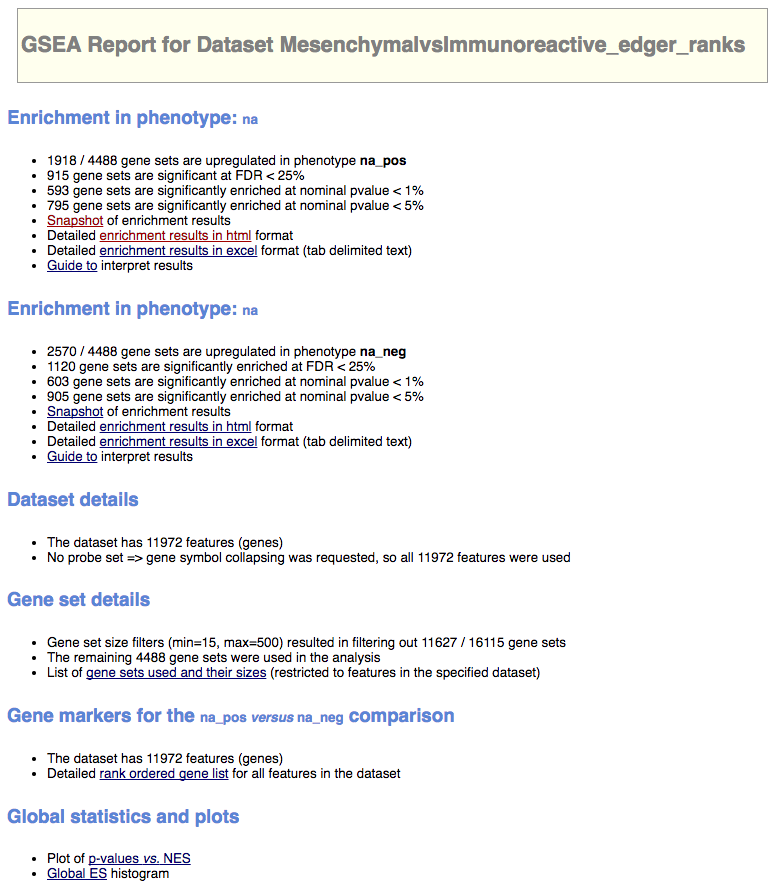 GSEA Report for Dataset MesenchymalvsImmunoreactive_edger_ranks
Enrichment in phenotype: na
• 1918 / 4488 gene sets are upregulated in phenotype na_pos
• 915 gene sets are significant at FDR < 25%
• 593 gene sets are significantly enriched at nominal pvalue < 1%
• 795 gene sets are significantly enriched at nominal pvalue < 5%
• Snapshot of enrichment results
• Detailed enrichment results in html format
• Detailed enrichment results in excel format (tab delimited text)
• Guide to interpret results
Enrichment in phenotype: na
• 2570 / 4488 gene sets are upregulated in phenotype na_neg
• 1120 gene sets are significantly enriched at FDR < 25%
• 603 gene sets are significantly enriched at nominal pvalue < 1%
• 905 gene sets are significantly enriched at nominal pvalue < 5%
• Snapshot of enrichment results
• Detailed enrichment results in html format
• Detailed enrichment results in excel format (tab delimited text)
• Guide to interpret results
Dataset details
• The dataset has 11972 features (genes)
• No probe set => gene symbol collapsing was requested, so all 11972 features were used
Gene set details
• Gene set size filters (min=15, max=500) resulted in filtering out 11627 / 16115 gene sets
• The remaining 4488 gene sets were used in the analysis
• List of gene sets used and their sizes (restricted to features in the specified dataset)
Gene markers for the na_pos versus na_neg comparison
• The dataset has 11972 features (genes)
• Detailed rank ordered gene list for all features in the dataset
Global statistics and plots
• Plot of p-values vs. NES
• Global ES histogram